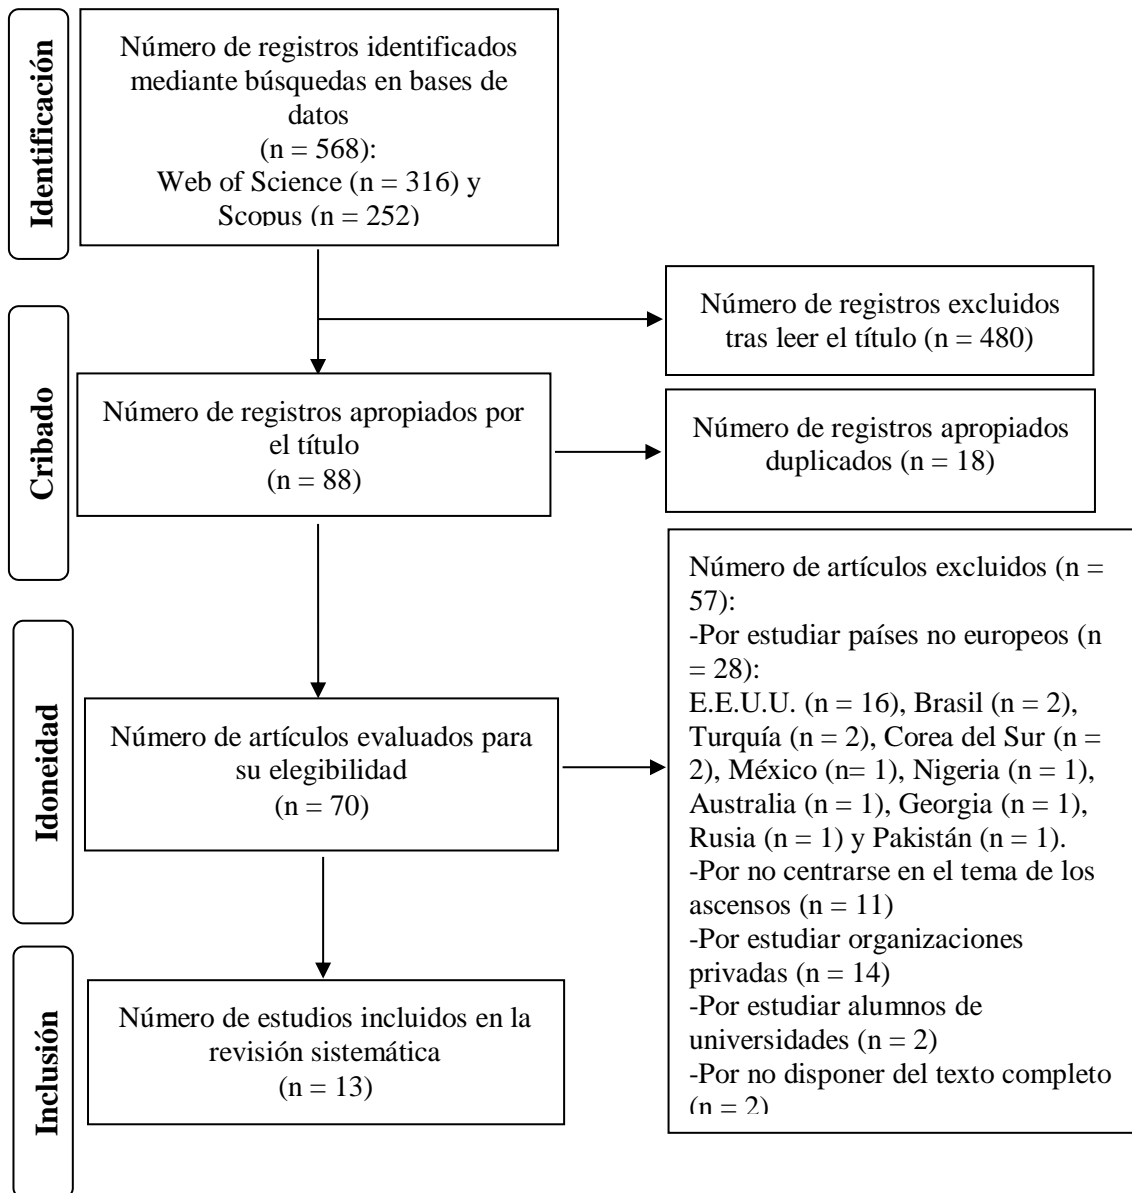 Identificación
Número de registros identificados
mediante búsquedas en bases de
datos
(n = 568):
Web of Science (n = 316) y
Scopus (n = 252)
Número de registros excluidos
tras leer el título (n = 480)
Cribado
Número de registros apropiados por
el título
(n = 88)
Número de registros apropiados
duplicados (n = 18)
Idoneidad
Número de artículos evaluados para
su elegibilidad
(n = 70)
Número de artículos excluidos (n =
57):
-Por estudiar países no europeos (n
= 28):
E.E.U.U. (n = 16), Brasil (n = 2),
Turquía (n = 2), Corea del Sur (n =
2), México (n= 1), Nigeria (n = 1),
Australia (n = 1), Georgia (n = 1),
Rusia (n = 1) y Pakistán (n = 1).
-Por no centrarse en el tema de los
ascensos (n = 11)
-Por estudiar organizaciones
privadas (n = 14)
-Por estudiar alumnos de
universidades (n = 2)
-Por no disponer del texto completo
(n = 2)
Inclusión
Número de estudios incluidos en la
revisión sistemática
(n = 13)